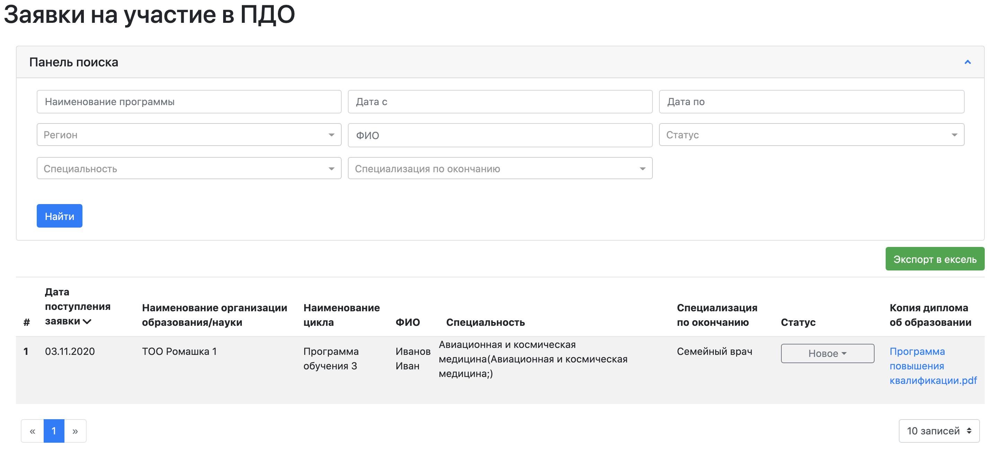 Заявки на участие в ПДО
Панель поиска
Наименование программы
Дата с
Дата по
Регион
ФИО
Статус
Специальность
Специализация по окончанию
Найти
Экспорт в ексель
#
Дата
поступления
заявки
Наименование организации
образования/науки
Наименование
цикла
ФИО
Специальность
Специализация
по окончанию
Статус
Копия диплома
об образовании
1
03.11.2020
ТОО Ромашка 1
Программа
обучения 3
Иванов
Иван
Авиационная и космическая
медицина(Авиационная и космическая
медицина;)
Семейный врач
Новое
Программа
повышения
квалификации.pdf
« 1 »
10 записей